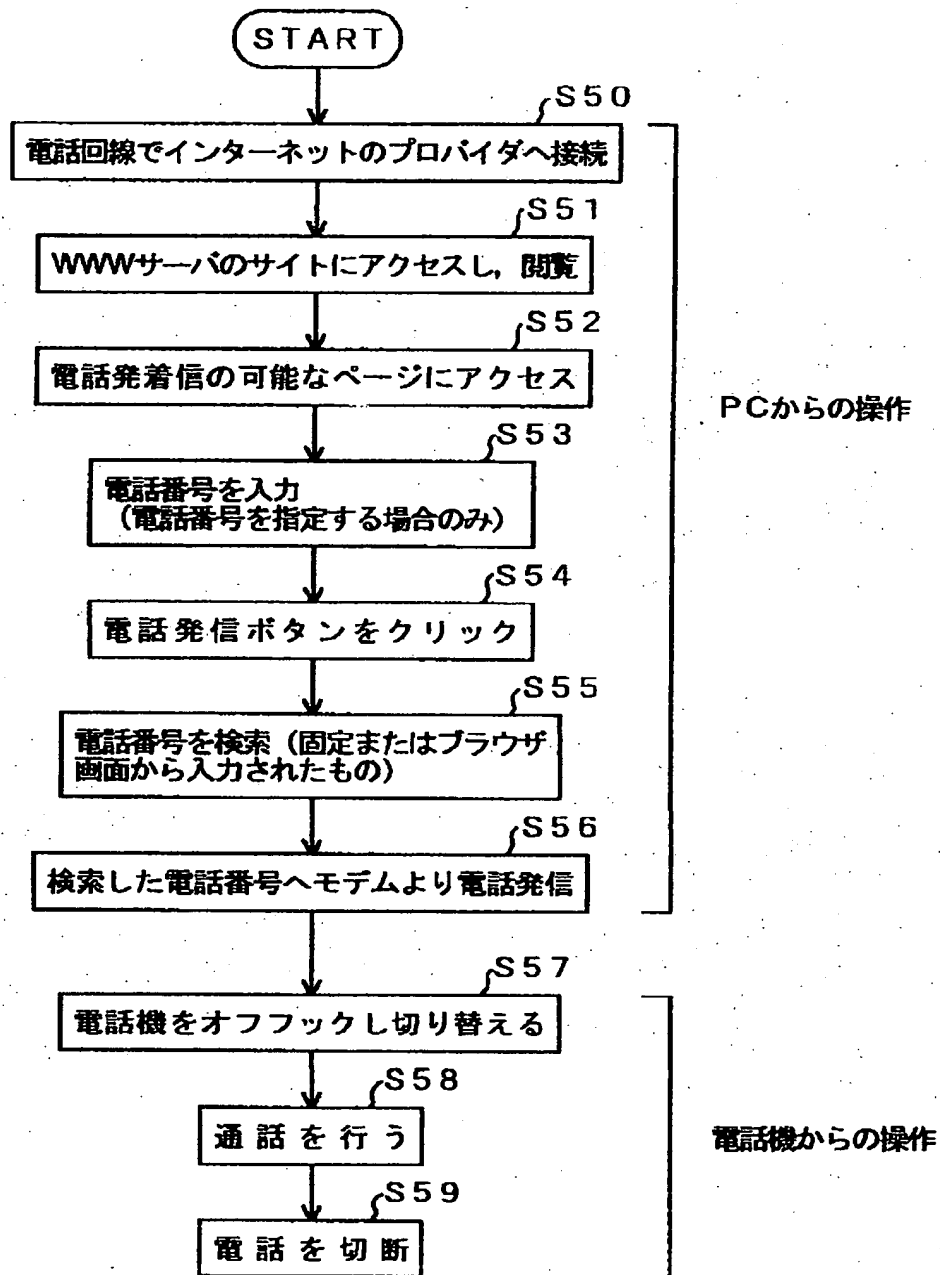 START
S50
電話回線でインターネットのプロバイダへ接続
S51
WWWサーバのサイトにアクセスし，閲覧
S52
電話発着信の可能なページにアクセス
PCからの操作
S53
電話番号を入力
（電話番号を指定する場合のみ）
S54
電話発信ボタンをクリック
S55
電話番号を検索（固定またはブラウザ
画面から入力されたもの）
S56
検索した電話番号へモデムより電話発信
S57
電話機をオフフックし切り替える
S58
通話を行う
電話機からの操作
S59
電話を切断